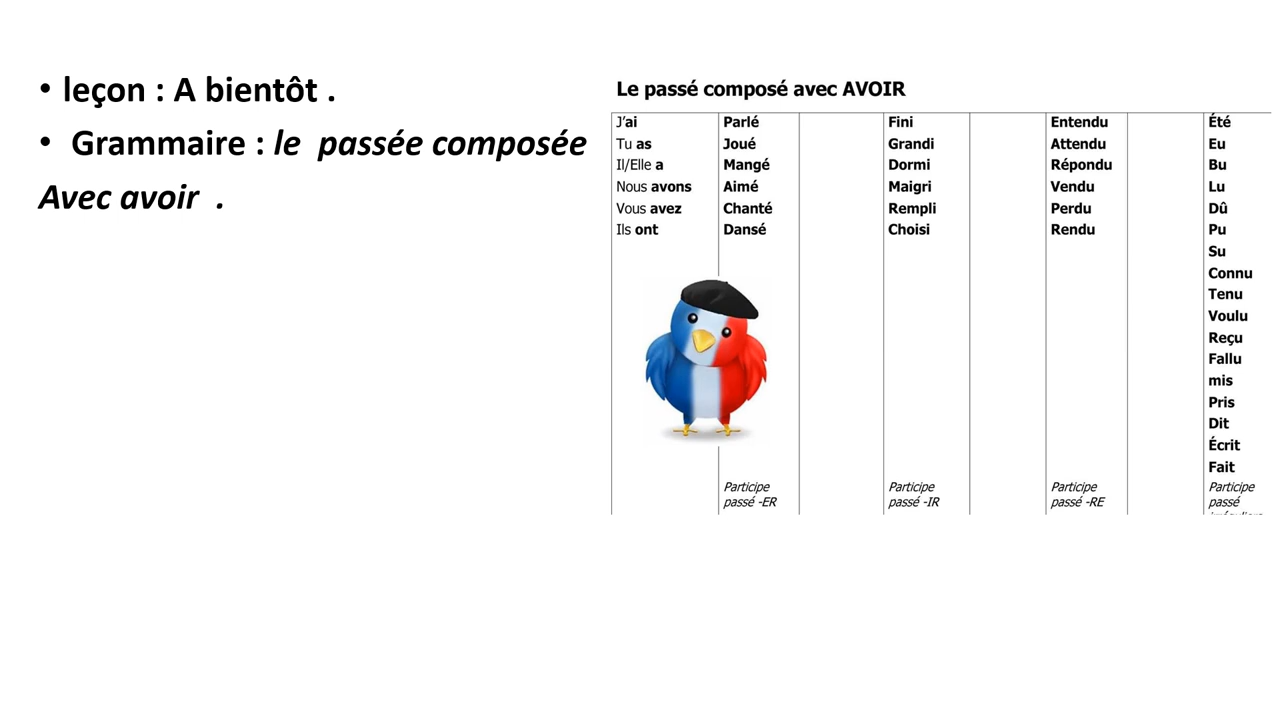 • leçon : A bientôt .
• Grammaire : le passée composée
Avec avoir .
Le passé composé avec AVOIR
J'ai Parlé Fini Entendu Été
Tu as Joué Grandi Attendu Eu
Il/Elle a Mangé Dormi Répondu Bu
Nous avons Aimé Maigri Vendu Lu
Vous avez Chanté Rempli Perdu Dû
Ils ont Dansé Choisi Rendu Pu
Su
Connu
Tenu
Voulu
Reçu
Fallu
mis
Pris
Dit
Écrit
Fait
Participe Participe Participe Participe
passé -ER passé -IR passé -RE passé